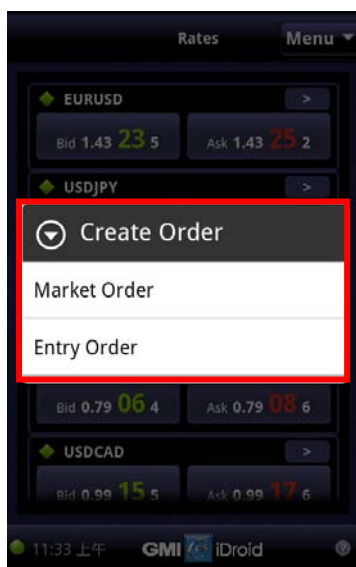 Rates Menu
EURUSD >
Bid 1.43 23 5 Ask 1.43 25 2
USDJPY >
Create Order
Market Order
Entry Order
Bid 0.79 06 4 Ask 0.79 08 6
USDCAD >
Bid 0.99 15 5 Ask 0.99 17 6
11:33 上午 GMI iDroid